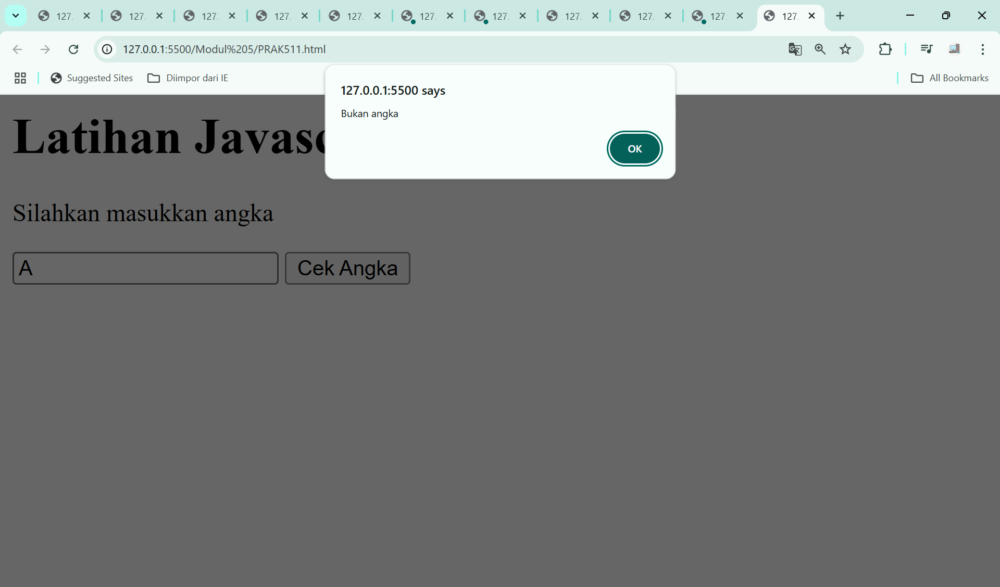 127. 127. 127. 127. 127. 127. 127. 127. 127. 127. 127.
127.0.0.1:5500/Modul%205/PRAK511.html
Suggested Sites Diimpor dari IE All Bookmarks
127.0.0.1:5500 says
Bukan angka
OK
Latihan Javasc
Silahkan masukkan angka
A Cek Angka